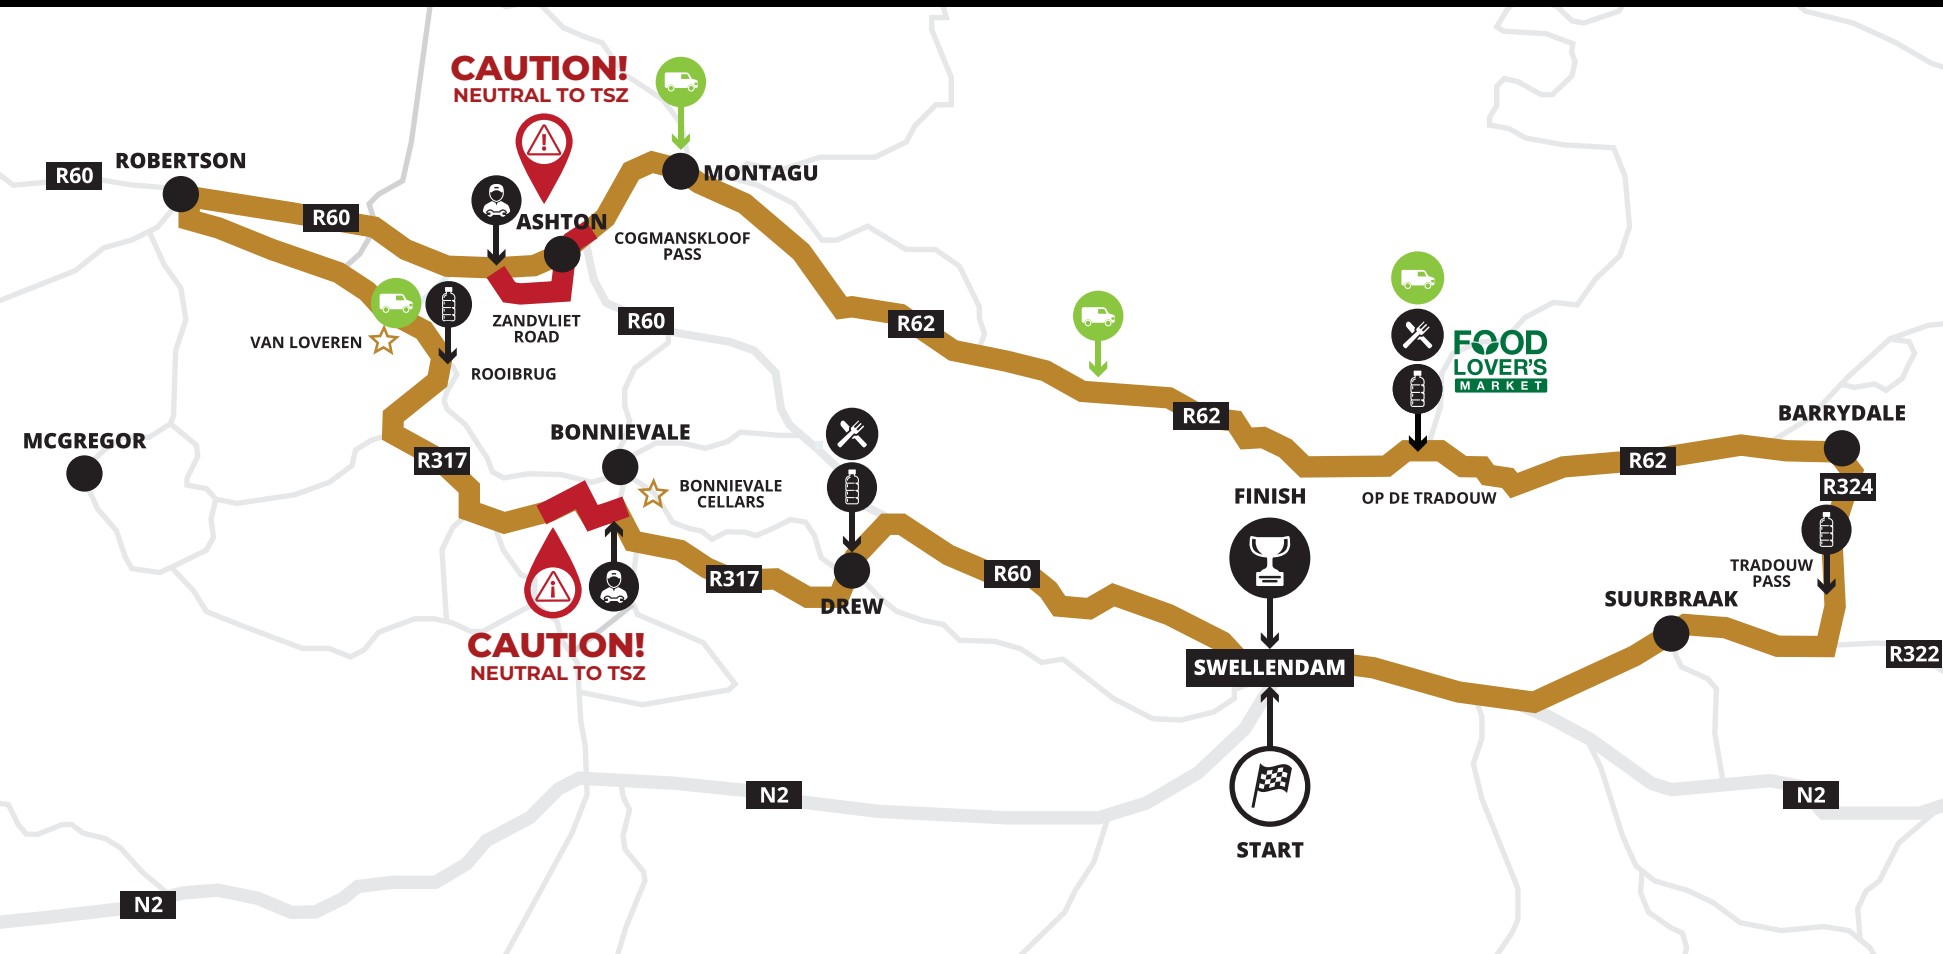 CAUTION!
NEUTRAL TO TSZ
ROBERTSON
R60
R60
MONTAGU
ASHTON
COGMANSKLOOF
PASS
ZANDVLIET
ROAD
R60
R62
VAN LOVEREN
ROOIBRUG
FOOD
LOVER'S
MARKET
R62
BARRYDALE
MCGREGOR
BONNIEVALE
R317
R62
R324
BONNIEVALE
CELLARS
FINISH
OP DE TRADOUW
TRADOUW
PASS
R317
R60
DREW
SUURBRAAK
CAUTION!
NEUTRAL TO TSZ
SWELLENDAM
R322
N2
N2
START
N2